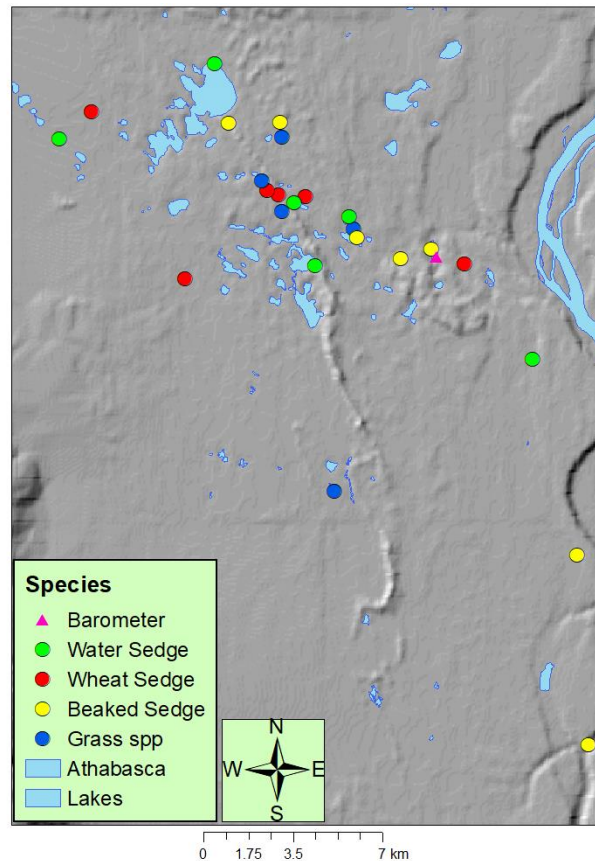 Species
Barometer
Water Sedge
Wheat Sedge
Beaked Sedge
Grass spp
Athabasca
Lakes
N
W E
S
0 1.75 3.5 7 km